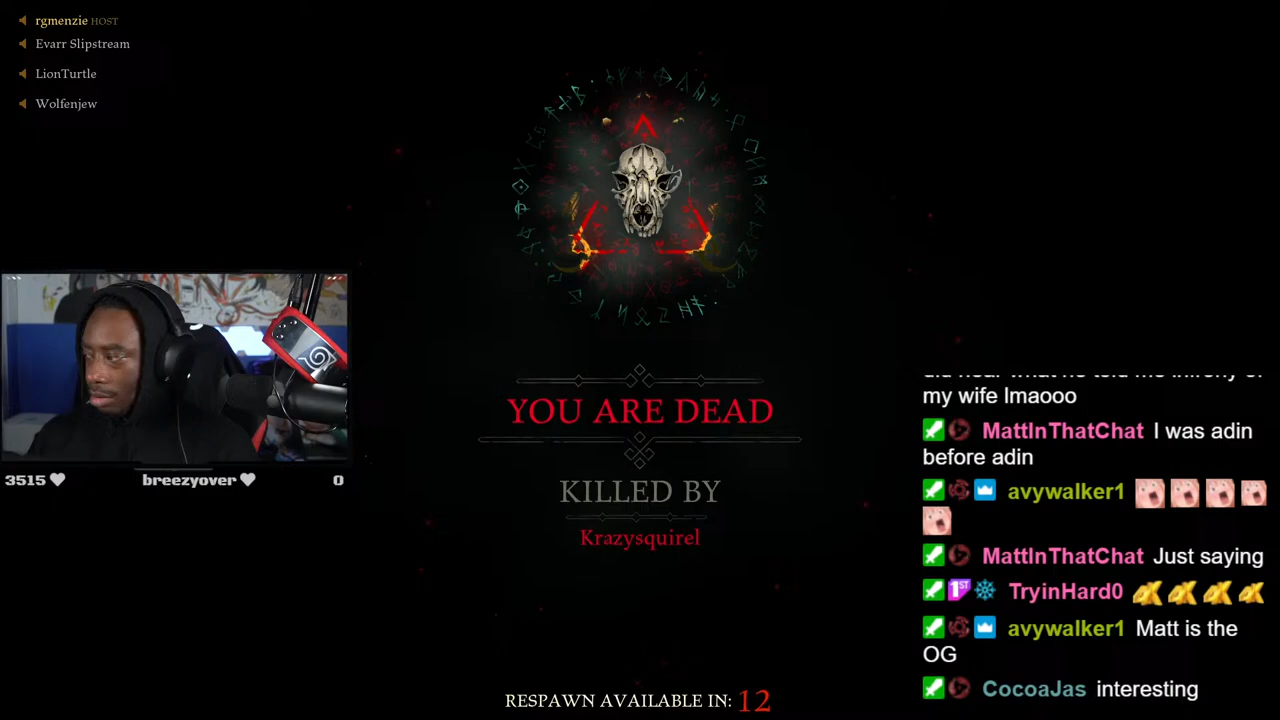 rgmenzie HOST
Evarr Slipstream
LionTurtle
Wolfenjew
3515
breezyover
0
YOU ARE DEAD
KILLED BY
Krazysquirel
RESPAWN AVAILABLE IN: 12
my wife lmaooo
MattInThatChat I was adin
before adin
avywalker1
MattInThatChat Just saying
1ST TryinHard0
avywalker1 Matt is the
OG
CocoaJas interesting